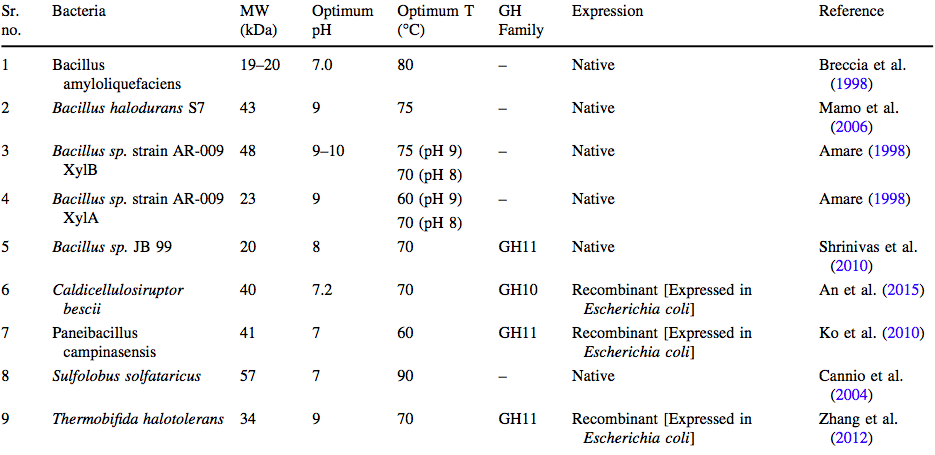 Sr. no. Bacteria MW (kDa) Optimum pH Optimum T (°C) GH Family Expression Reference
1 Bacillus amyloliquefaciens 19–20 7.0 80 – Native Breccia et al. (1998)
2 Bacillus halodurans S7 43 9 75 – Native Mamo et al. (2006)
3 Bacillus sp. strain AR-009 XylB 48 9–10 75 (pH 9) 70 (pH 8) – Native Amare (1998)
4 Bacillus sp. strain AR-009 XylA 23 9 60 (pH 9) 70 (pH 8) – Native Amare (1998)
5 Bacillus sp. JB 99 20 8 70 GH11 Native Shrinivas et al. (2010)
6 Caldicellulosiruptor bescii 40 7.2 70 GH10 Recombinant [Expressed in Escherichia coli] An et al. (2015)
7 Paneibacillus campinasensis 41 7 60 GH11 Recombinant [Expressed in Escherichia coli] Ko et al. (2010)
8 Sulfolobus solfataricus 57 7 90 – Native Cannio et al. (2004)
9 Thermobifida halotolerans 34 9 70 GH11 Recombinant [Expressed in Escherichia coli] Zhang et al. (2012)